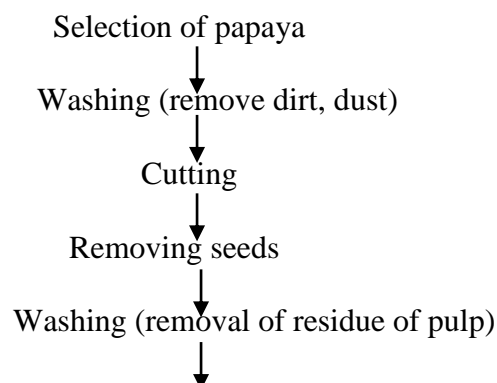 Selection of papaya
Washing (remove dirt, dust)
Cutting
Removing seeds
Washing (removal of residue of pulp)